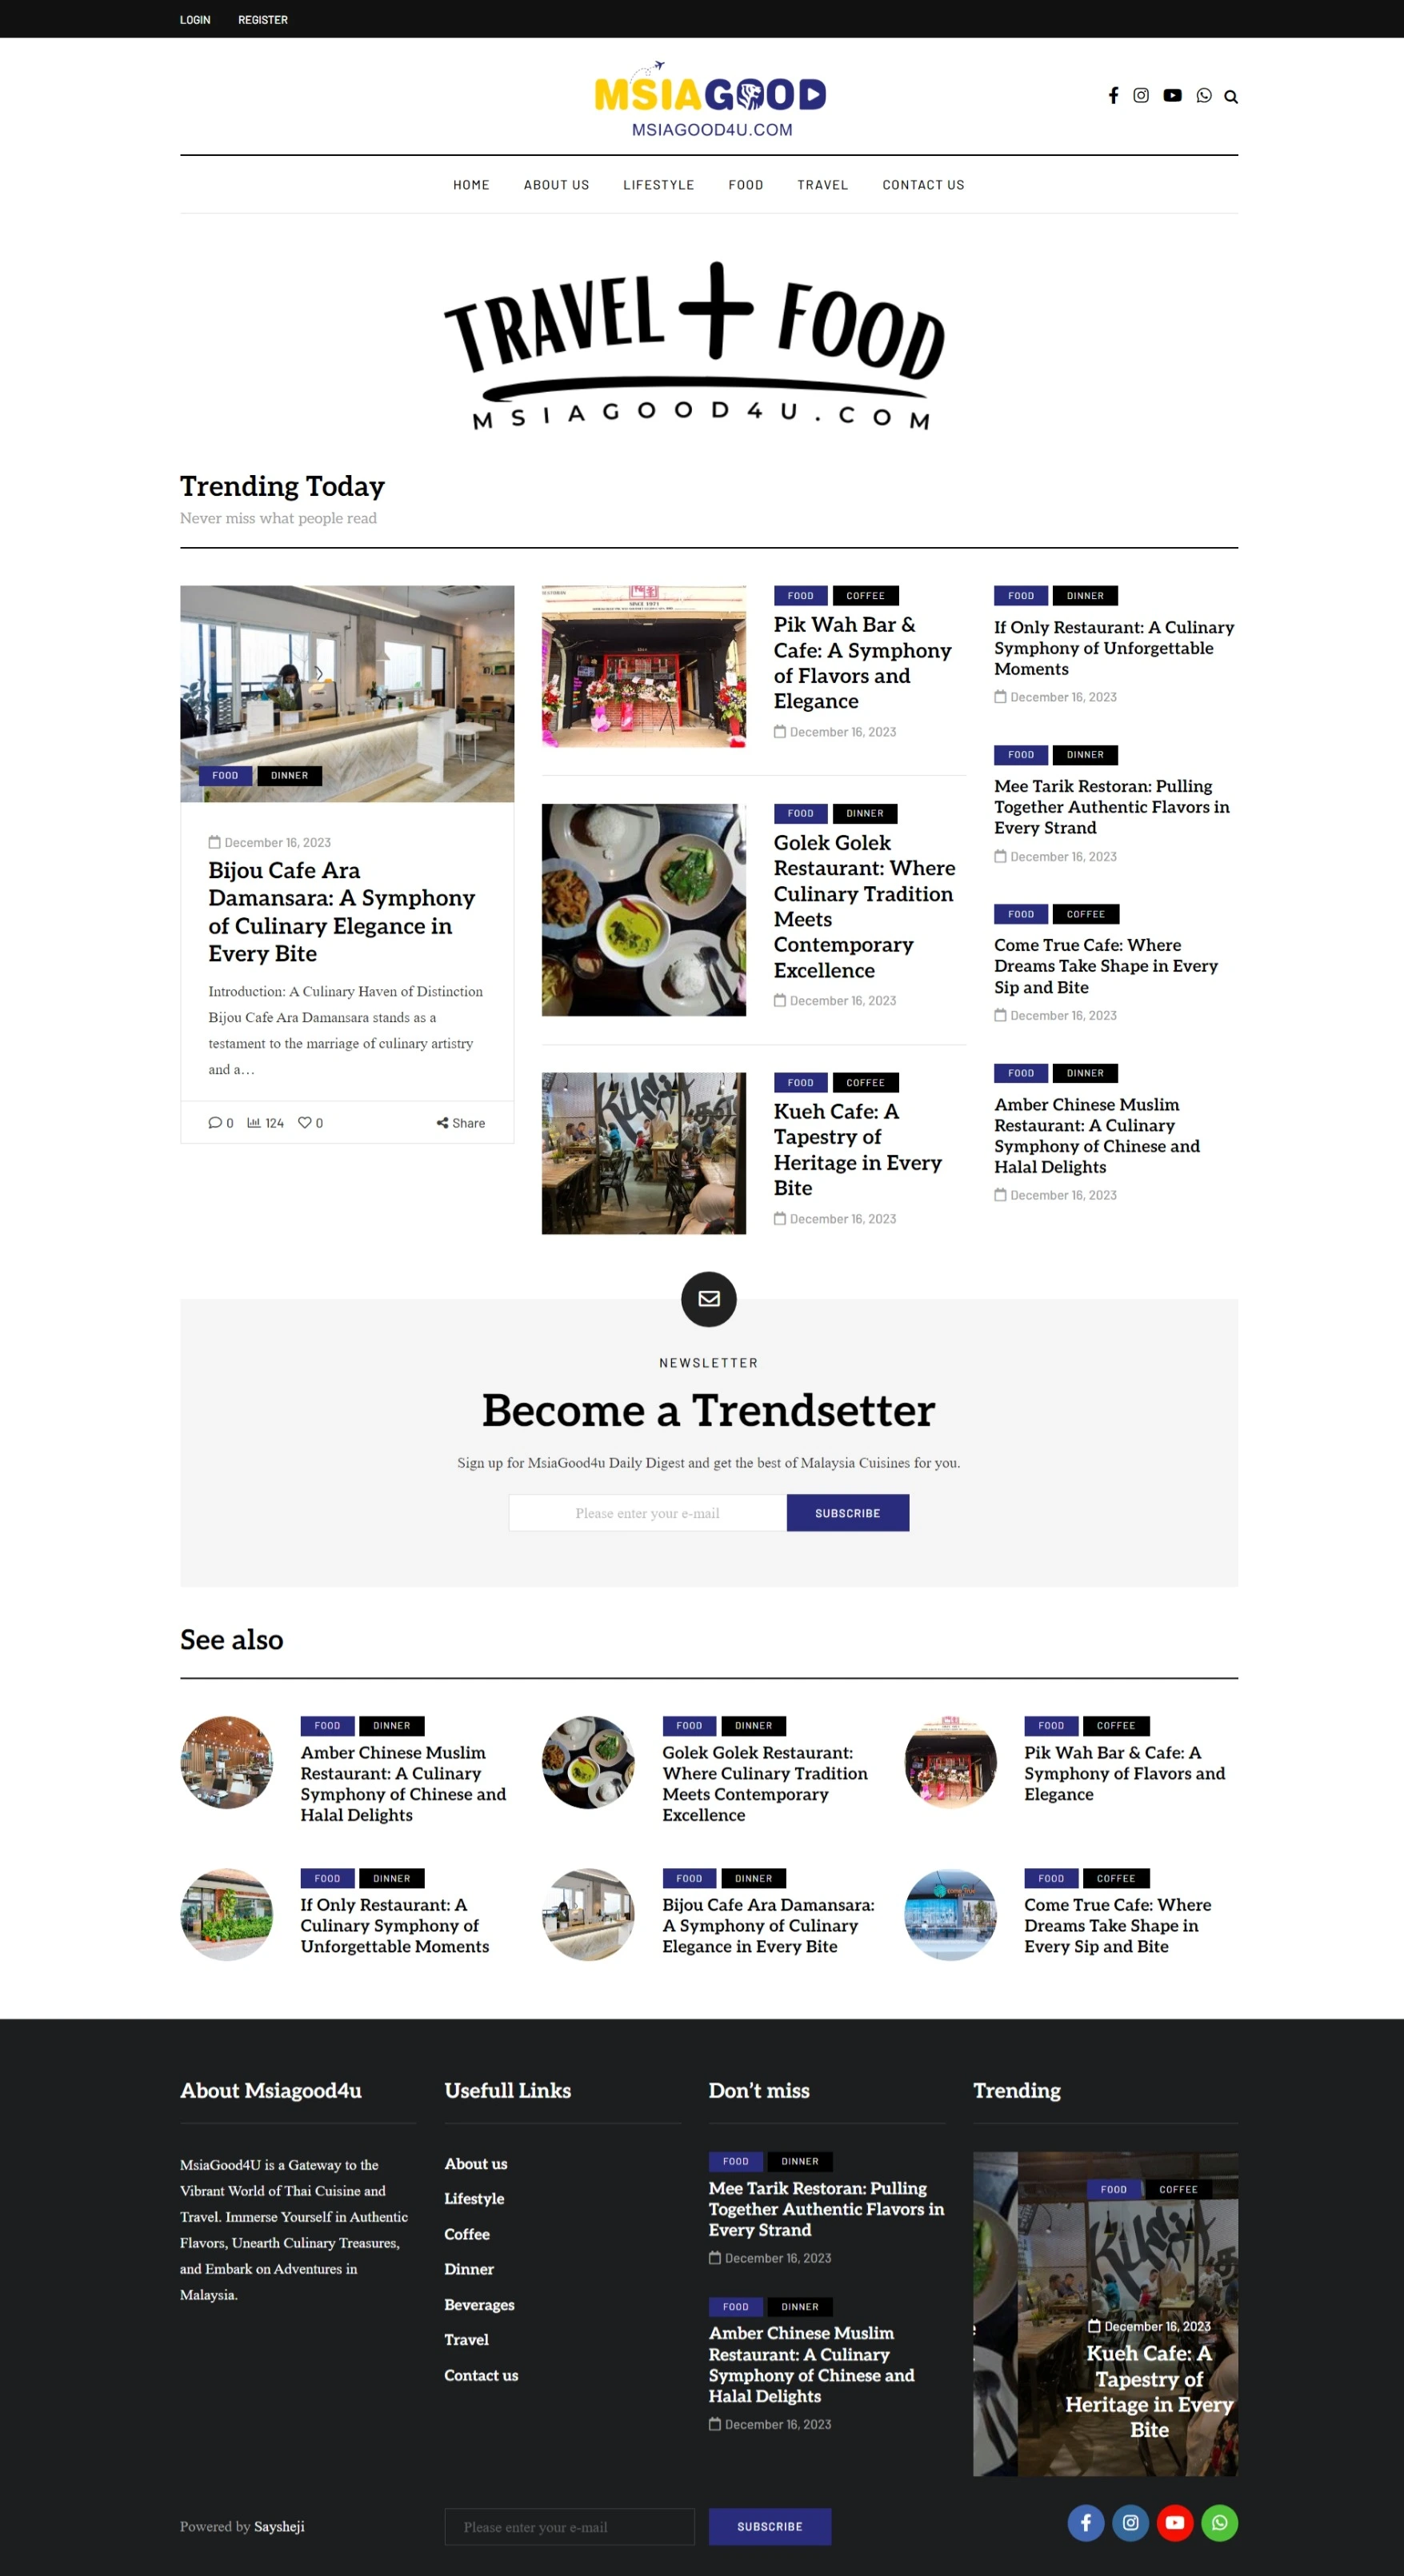 LOGIN REGISTER
MSIAGOOD
MSIAGOOD4U.COM
HOME ABOUT US LIFESTYLE FOOD TRAVEL CONTACT US
TRAVEL + FOOD
MSIAGOOD4U.COM
Trending Today
Never miss what people read
FOOD DINNER
December 16, 2023
Bijou Cafe Ara
Damansara: A Symphony
of Culinary Elegance in
Every Bite
Introduction: A Culinary Haven of Distinction
Bijou Cafe Ara Damansara stands as a
testament to the marriage of culinary artistry
and a…
0 124 0 Share
SINCE 1971
FOOD COFFEE
Pik Wah Bar &
Cafe: A Symphony
of Flavors and
Elegance
December 16, 2023
FOOD DINNER
Golek Golek
Restaurant: Where
Culinary Tradition
Meets
Contemporary
Excellence
December 16, 2023
FOOD COFFEE
Kueh Cafe: A
Tapestry of
Heritage in Every
Bite
December 16, 2023
FOOD DINNER
If Only Restaurant: A Culinary
Symphony of Unforgettable
Moments
December 16, 2023
FOOD DINNER
Mee Tarik Restoran: Pulling
Together Authentic Flavors in
Every Strand
December 16, 2023
FOOD COFFEE
Come True Cafe: Where
Dreams Take Shape in Every
Sip and Bite
December 16, 2023
FOOD DINNER
Amber Chinese Muslim
Restaurant: A Culinary
Symphony of Chinese and
Halal Delights
December 16, 2023
NEWSLETTER
Become a Trendsetter
Sign up for MsiaGood4u Daily Digest and get the best of Malaysia Cuisines for you.
Please enter your e-mail SUBSCRIBE
See also
FOOD DINNER
Amber Chinese Muslim
Restaurant: A Culinary
Symphony of Chinese and
Halal Delights
FOOD DINNER
Golek Golek Restaurant:
Where Culinary Tradition
Meets Contemporary
Excellence
FOOD COFFEE
Pik Wah Bar & Cafe: A
Symphony of Flavors and
Elegance
FOOD DINNER
If Only Restaurant: A
Culinary Symphony of
Unforgettable Moments
FOOD DINNER
Bijou Cafe Ara Damansara:
A Symphony of Culinary
Elegance in Every Bite
FOOD COFFEE
Come True Cafe: Where
Dreams Take Shape in
Every Sip and Bite
About Msiagood4u
MsiaGood4U is a Gateway to the
Vibrant World of Thai Cuisine and
Travel. Immerse Yourself in Authentic
Flavors, Unearth Culinary Treasures,
and Embark on Adventures in
Malaysia.
Usefull Links
About us
Lifestyle
Coffee
Dinner
Beverages
Travel
Contact us
Don't miss
FOOD DINNER
Mee Tarik Restoran: Pulling
Together Authentic Flavors in
Every Strand
December 16, 2023
FOOD DINNER
Amber Chinese Muslim
Restaurant: A Culinary
Symphony of Chinese and
Halal Delights
December 16, 2023
Trending
FOOD COFFEE
December 16, 2023
Kueh Cafe: A
Tapestry of
Heritage in Every
Bite
Powered by Saysheji
Please enter your e-mail SUBSCRIBE